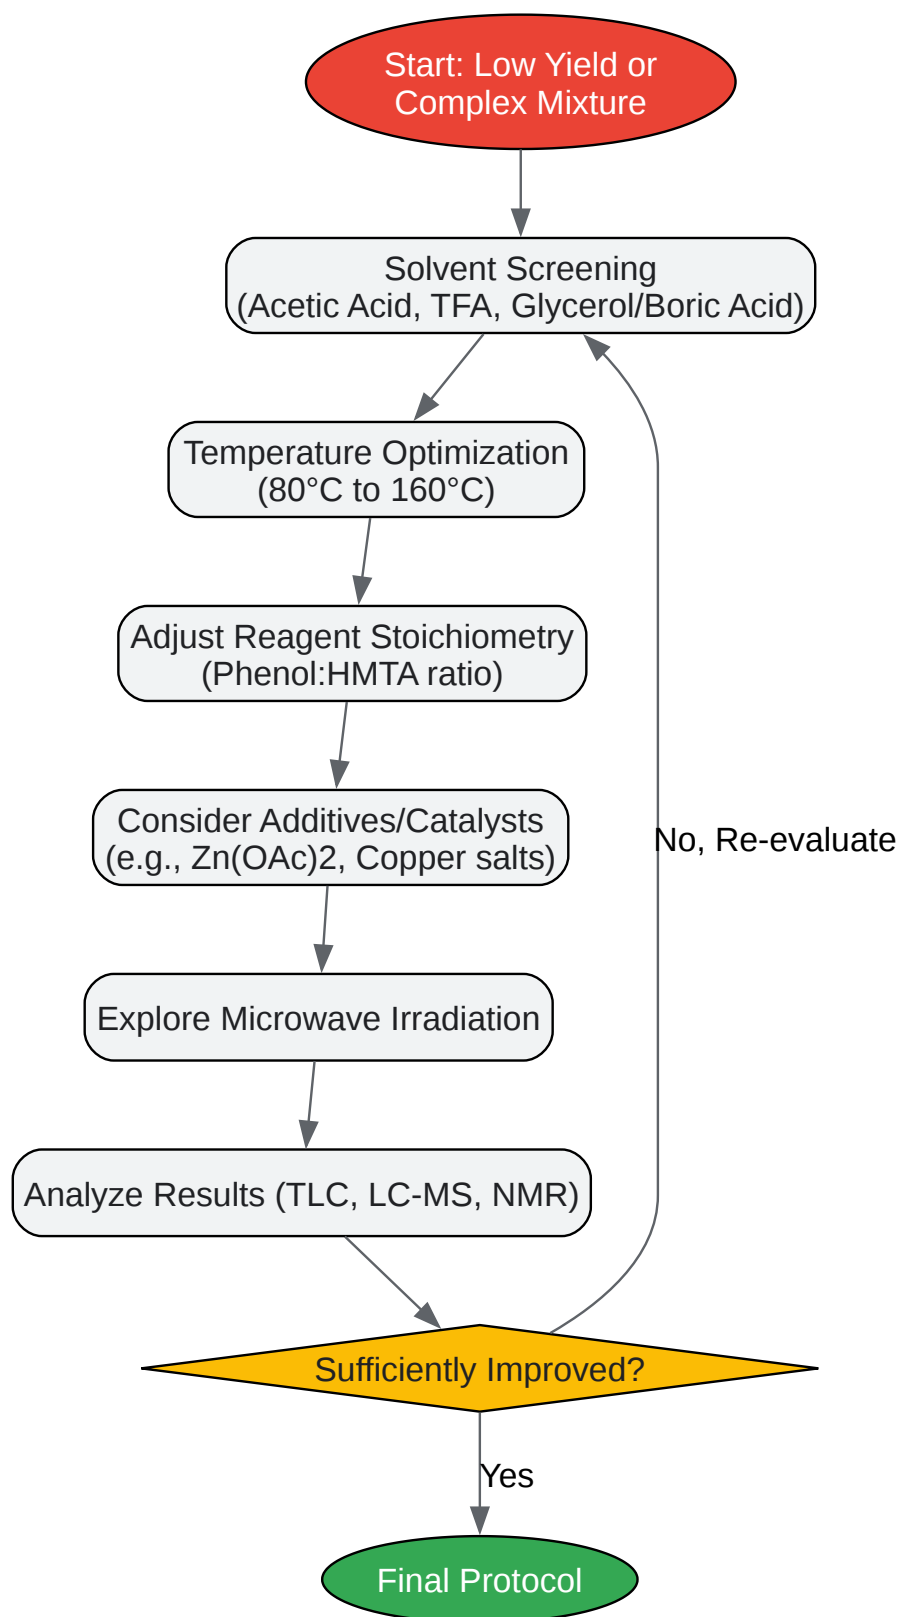 Start: Low Yield or
Complex Mixture
Solvent Screening
(Acetic Acid, TFA, Glycerol/Boric Acid)
Temperature Optimization
(80°C to 160°C)
Adjust Reagent Stoichiometry
(Phenol:HMTA ratio)
Consider Additives/Catalysts
(e.g., Zn(OAc)2, Copper salts)
No, Re-evaluate
Explore Microwave Irradiation
Analyze Results (TLC, LC-MS, NMR)
Sufficiently Improved?
Yes
Final Protocol